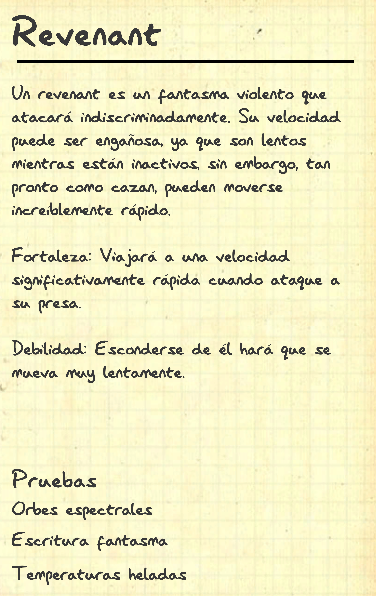 Revenant
Un revenant es un fantasma violento que
atacará indiscriminadamente. Su velocidad
puede ser engañosa, ya que son lentos
mientras están inactivos, sin embargo, tan
pronto como cazan, pueden moverse
increiblemente rápido.
Fortaleza: Viajará a una velocidad
significativamente rápida cuando ataque a
su presa.
Debilidad: Esconderse de él hará que se
mueva muy lentamente.
Pruebas
Orbes espectrales
Escritura fantasma
Temperaturas heladas